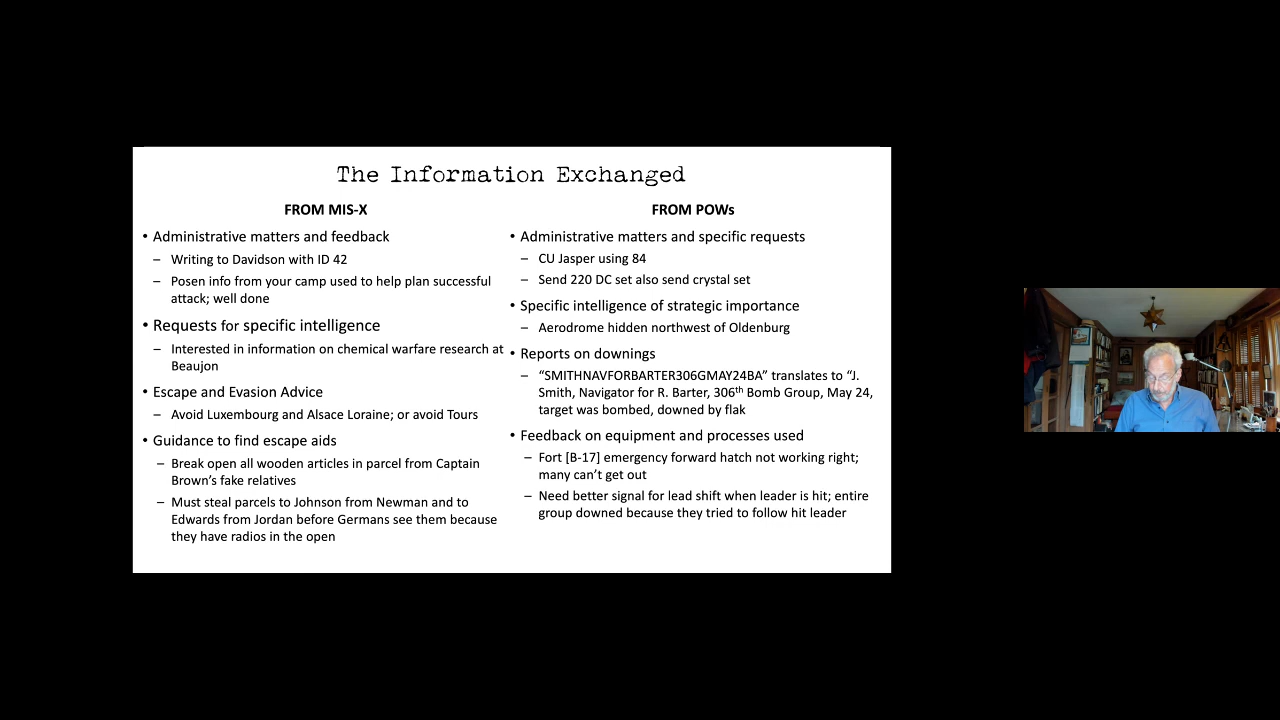 The Information Exchanged
FROM MIS-X
• Administrative matters and feedback
– Writing to Davidson with ID 42
– Posen info from your camp used to help plan successful
attack; well done
• Requests for specific intelligence
– Interested in information on chemical warfare research at
Beaujon
• Escape and Evasion Advice
– Avoid Luxembourg and Alsace Loraine; or avoid Tours
• Guidance to find escape aids
– Break open all wooden articles in parcel from Captain
Brown’s fake relatives
– Must steal parcels to Johnson from Newman and to
Edwards from Jordan before Germans see them because
they have radios in the open
FROM POWs
• Administrative matters and specific requests
– CU Jasper using 84
– Send 220 DC set also send crystal set
• Specific intelligence of strategic importance
– Aerodrome hidden northwest of Oldenburg
• Reports on downings
– “SMITHNAVFORBARTER306GMAY24BA” translates to “J.
Smith, Navigator for R. Barter, 306th Bomb Group, May 24,
target was bombed, downed by flak
• Feedback on equipment and processes used
– Fort [B-17] emergency forward hatch not working right;
many can’t get out
– Need better signal for lead shift when leader is hit; entire
group downed because they tried to follow hit leader